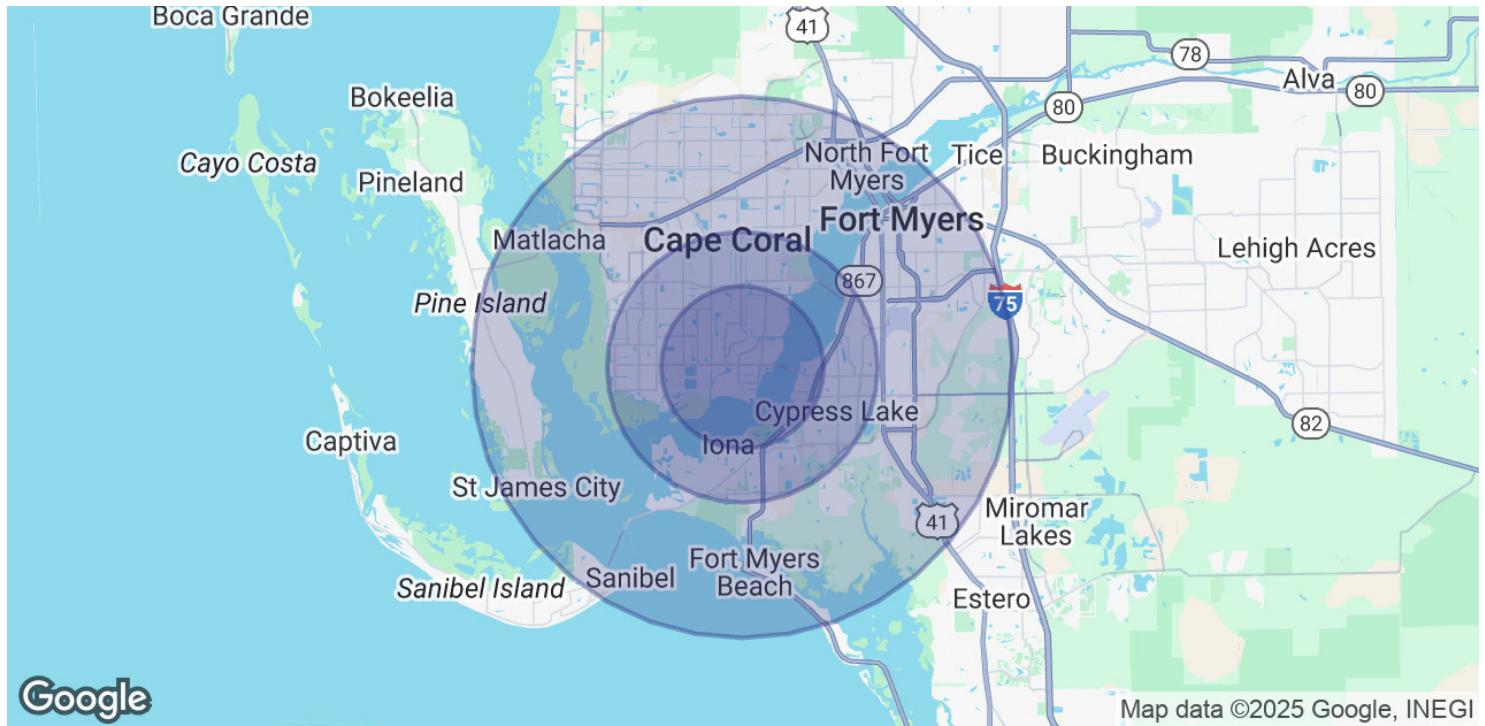 Boca Grande
41
78
Alva
80
80
Bokeelia
Cayo Costa
Pineland
North Fort
Myers
Tice
Buckingham
Fort Myers
Matlacha
Cape Coral
Lehigh Acres
867
Pine Island
75
Cypress Lake
82
Captiva
Iona
St James City
41
Miromar
Lakes
Fort Myers
Beach
Sanibel
Sanibel Island
Estero
Google
Map data ©2025 Google, INEGI